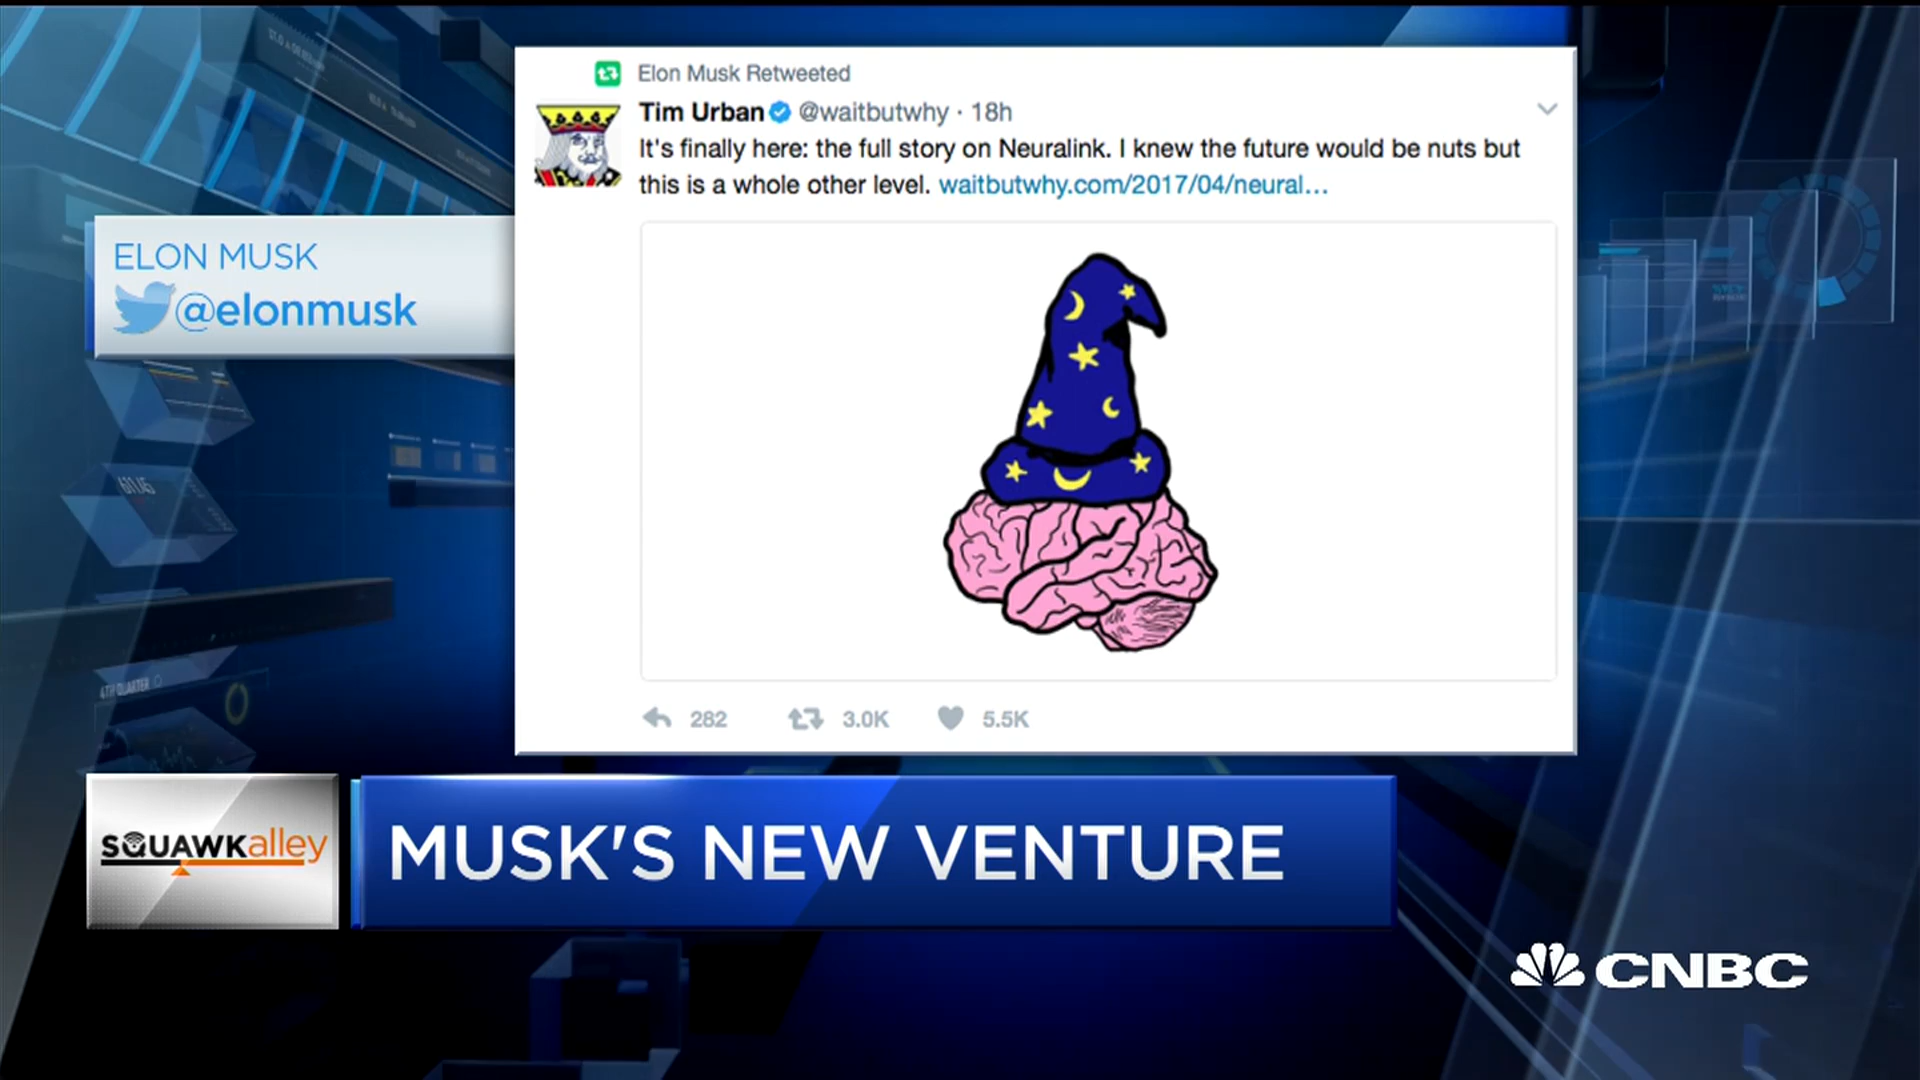 Elon Musk Retweeted
Tim Urban @waitbutwhy · 18h
It's finally here: the full story on Neuralink. I knew the future would be nuts but
this is a whole other level. waitbutwhy.com/2017/04/neural...
ELON MUSK
@elonmusk
282 3.0K 5.5K
4TH QUARTER
SQUAWKalley
MUSK'S NEW VENTURE
CNBC